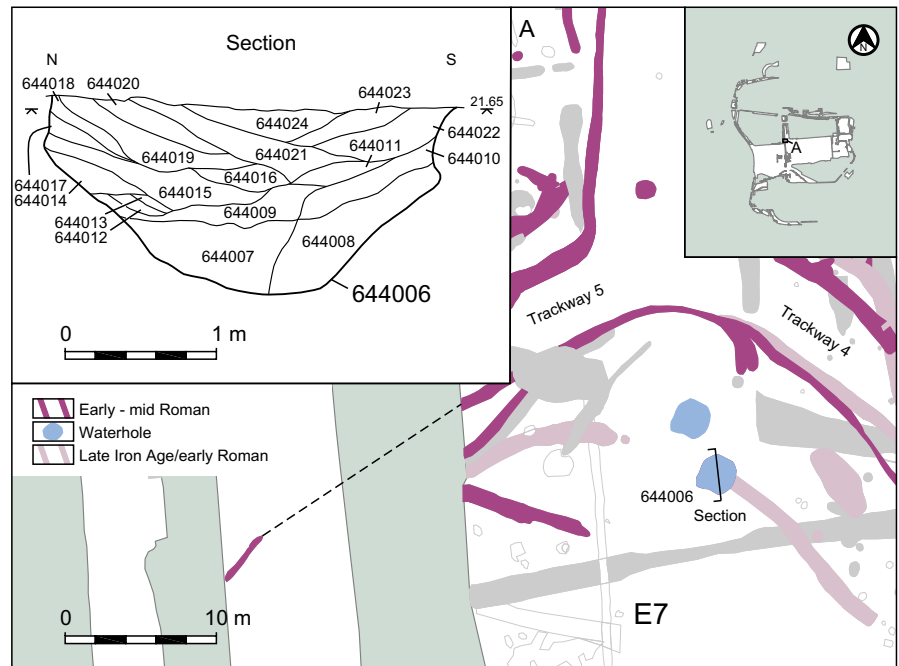 Section
N
S
644018
644020
644023
21.65
644024
644022
644011
644010
644019
644021
644016
644017
644014
644015
644013
644012
644009
644007
644008
644006
0
1 m
A
N
A
Trackway 5
Trackway 4
Early - mid Roman
Waterhole
Late Iron Age/early Roman
644006
Section
0
10 m
E7